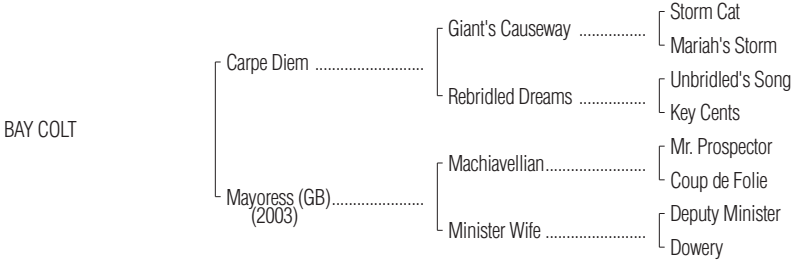 Storm Cat
Giant's Causeway ................
Mariah's Storm
Carpe Diem ..........................
Unbridled's Song
Rebridled Dreams ................
Key Cents
BAY COLT
Mr. Prospector
Machiavellian........................
Coup de Folie
Mayoress (GB)......................
(2003)
Deputy Minister
Minister Wife ........................
Dowery